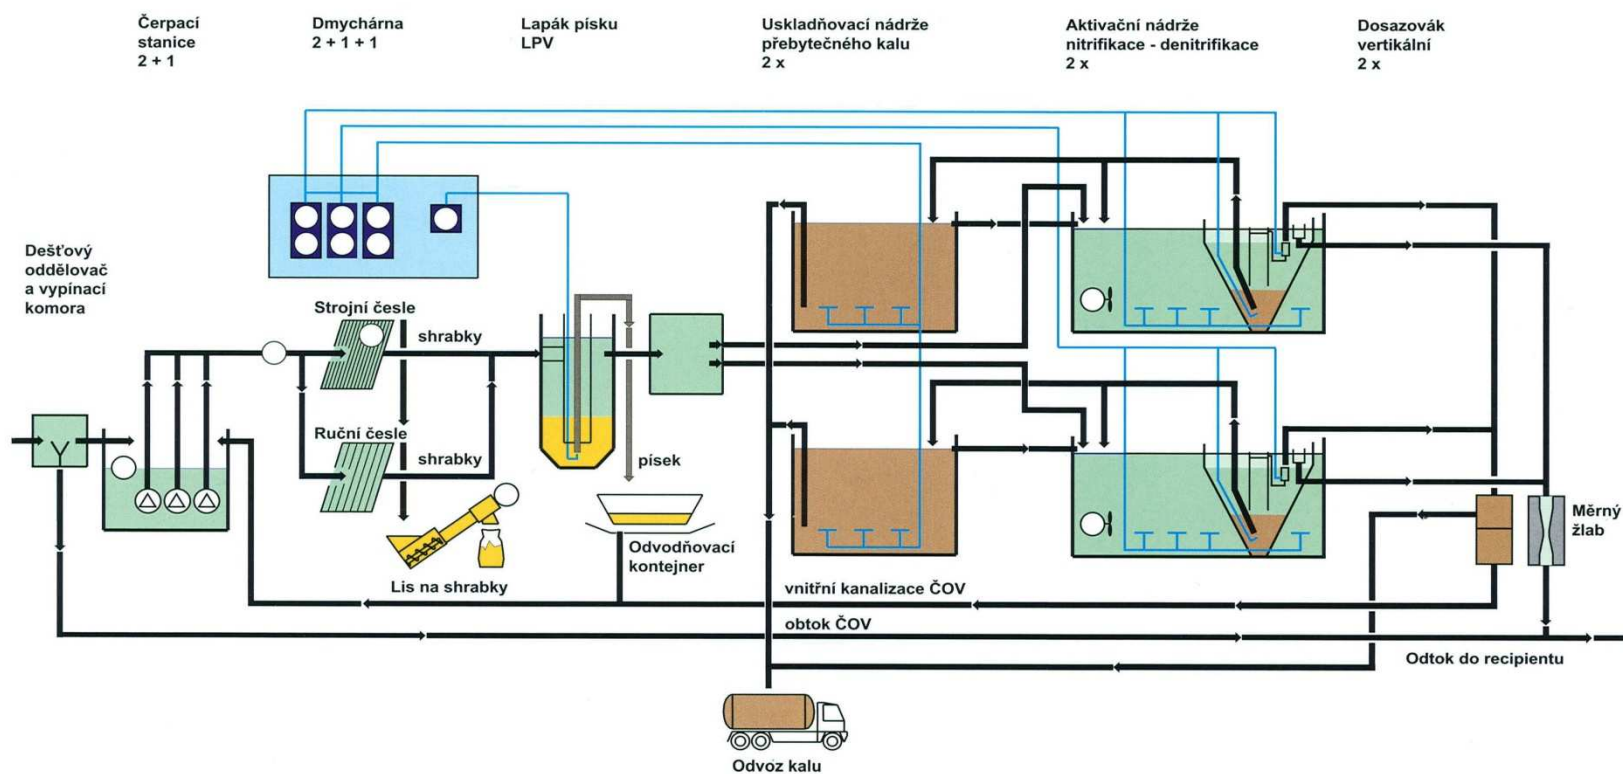 Čerpací
stanice
2 + 1
Dmychárna
2 + 1 + 1
Lapák písku
LPV
Uskladňovací nádrže
přebytečného kalu
2 x
Aktivační nádrže
nitrifikace - denitrifikace
2 x
Dosazovák
vertikální
2 x
Dešťový
oddělovač
a vypínací
komora
Strojní česle
shrabky
Ruční česle
shrabky
písek
Měrný
žlab
Odvodňovací
kontejner
Lis na shrabky
vnitřní kanalizace ČOV
obtok ČOV
Odtok do recipientu
Odvoz kalu